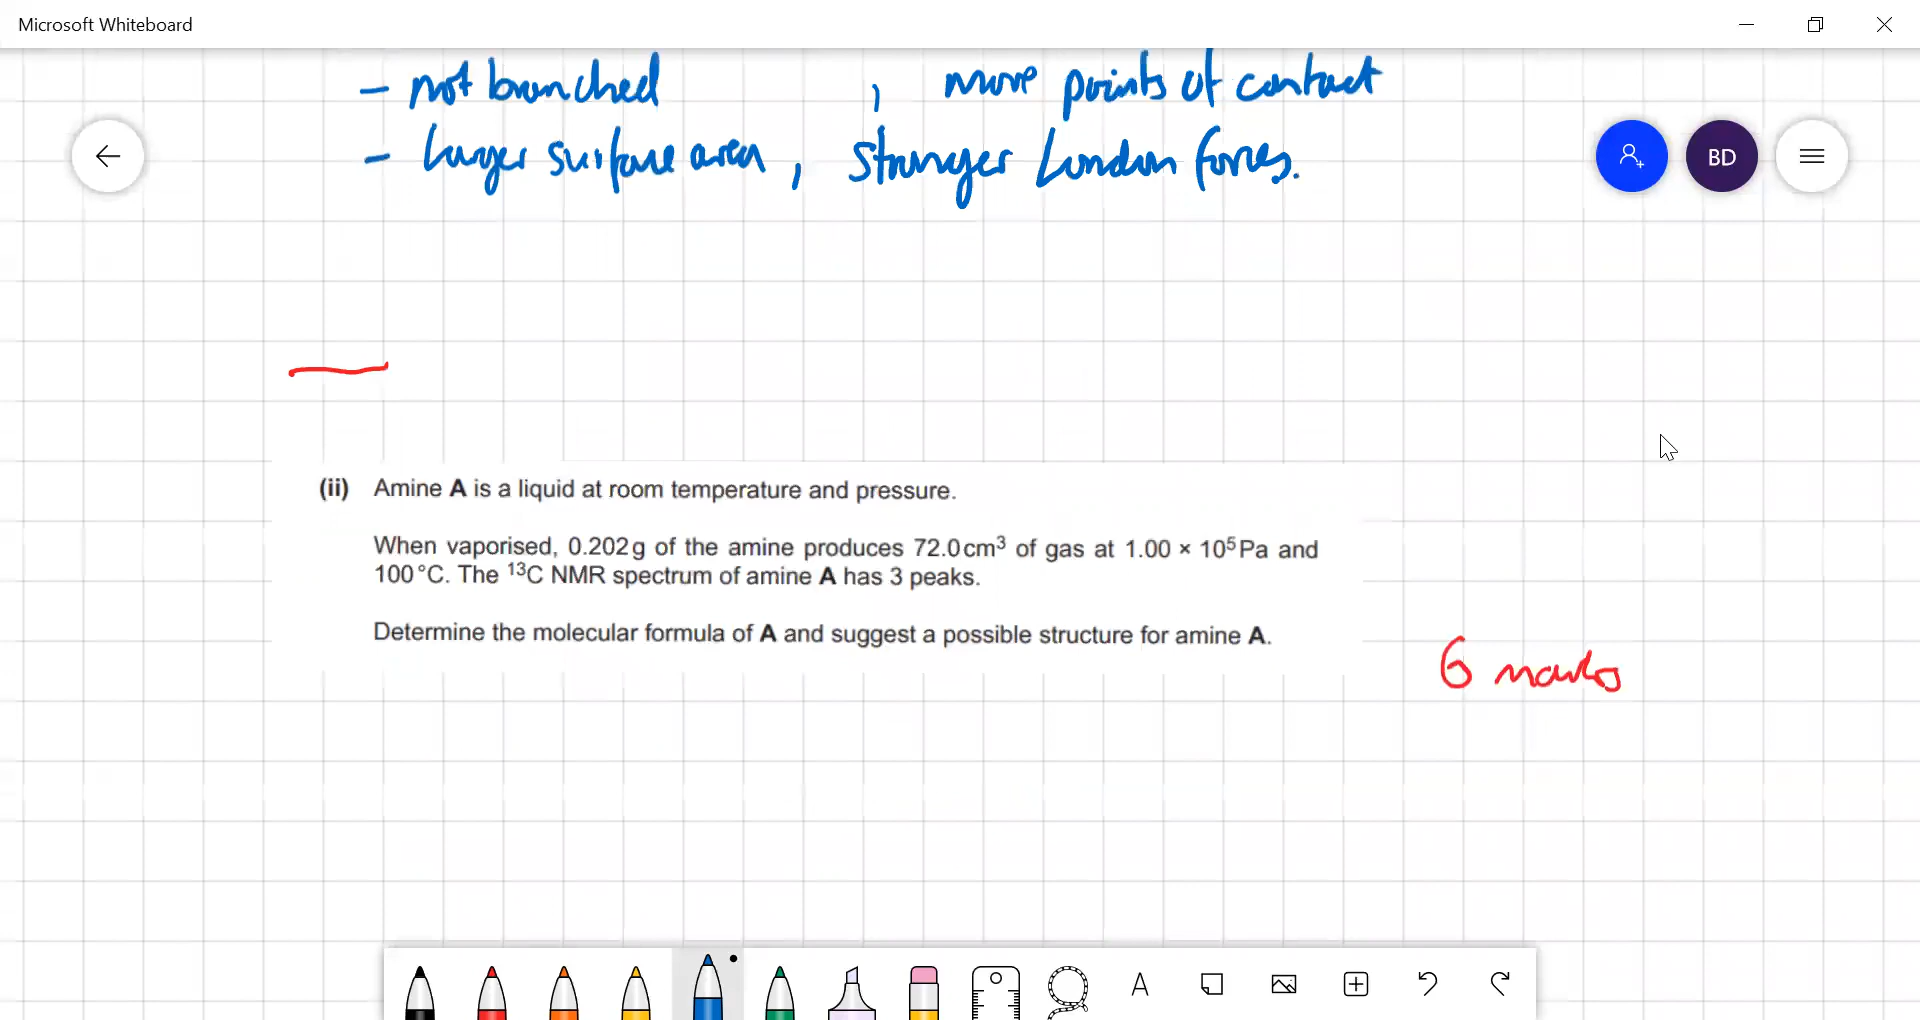 Microsoft Whiteboard
- not branched , more points of contact
- larger surface area, stronger London forces.
BD
(ii) Amine A is a liquid at room temperature and pressure.
When vaporised, 0.202 g of the amine produces 72.0 cm³ of gas at 1.00 × 10⁵ Pa and
100 °C. The ¹³C NMR spectrum of amine A has 3 peaks.
Determine the molecular formula of A and suggest a possible structure for amine A.
6 marks
A